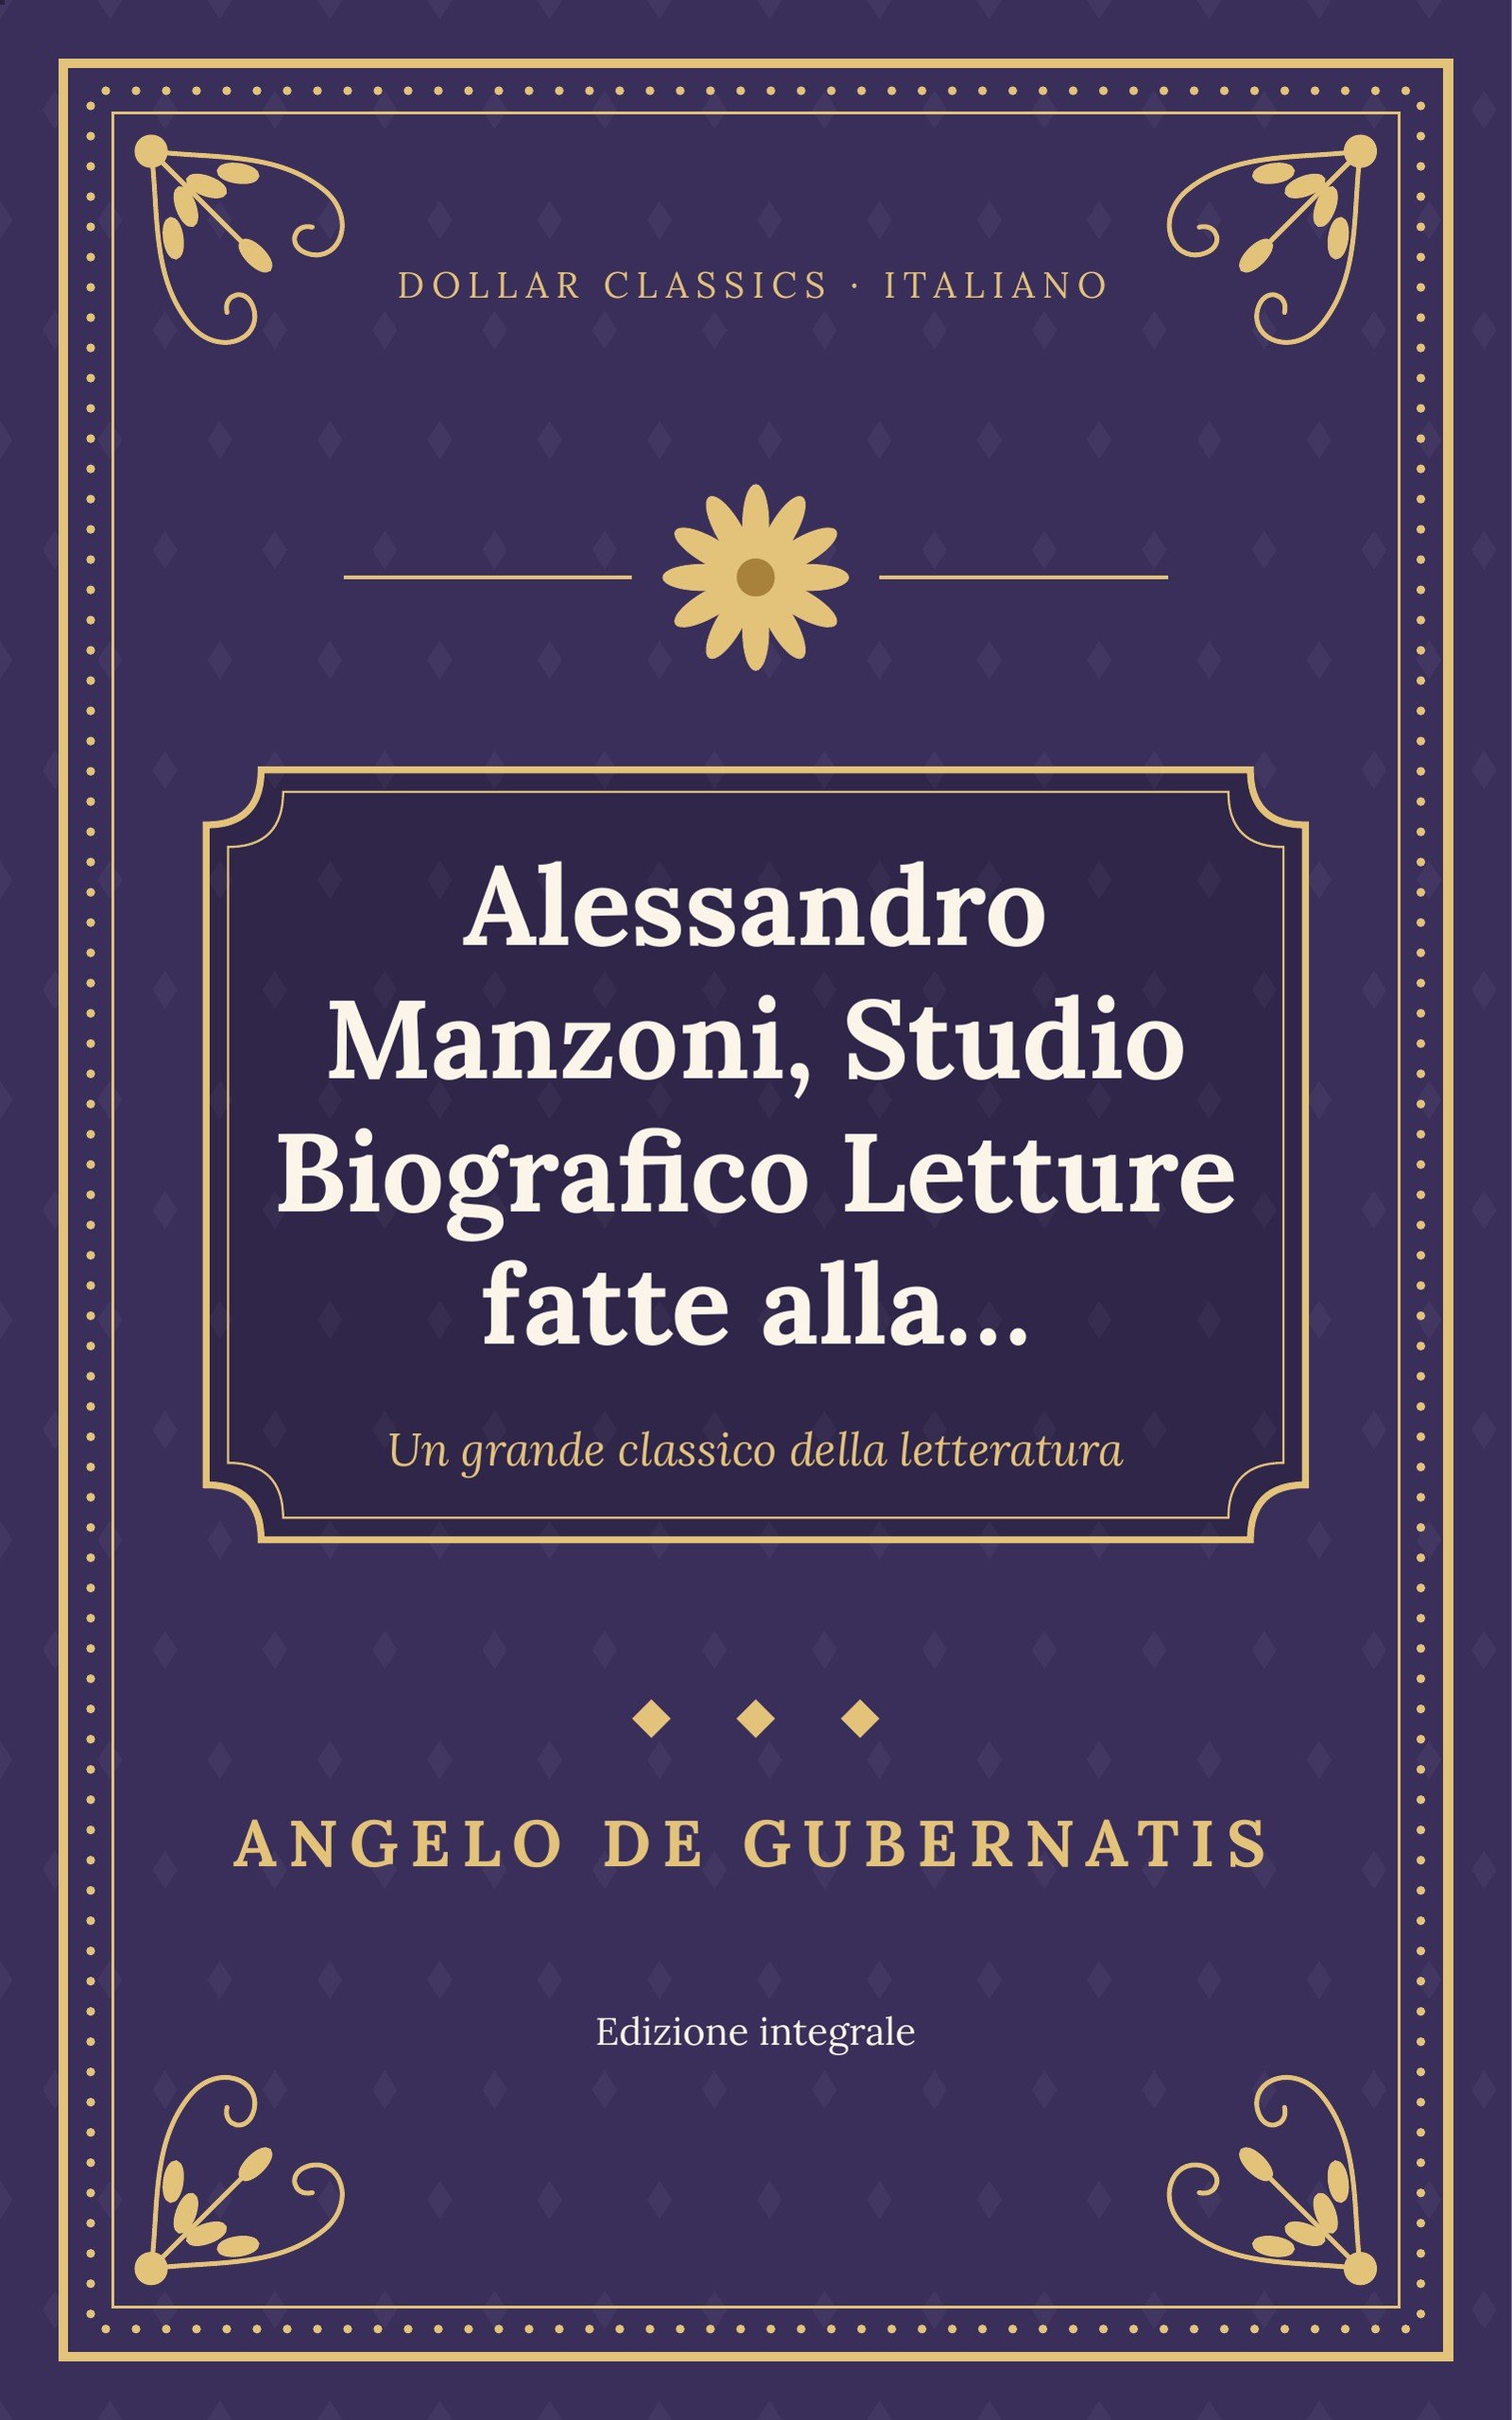 DOLLAR CLASSICS · ITALIANO
Alessandro
Manzoni, Studio
Biografico Letture
fatte alla...
Un grande classico della letteratura
ANGELO DE GUBERNATIS
Edizione integrale